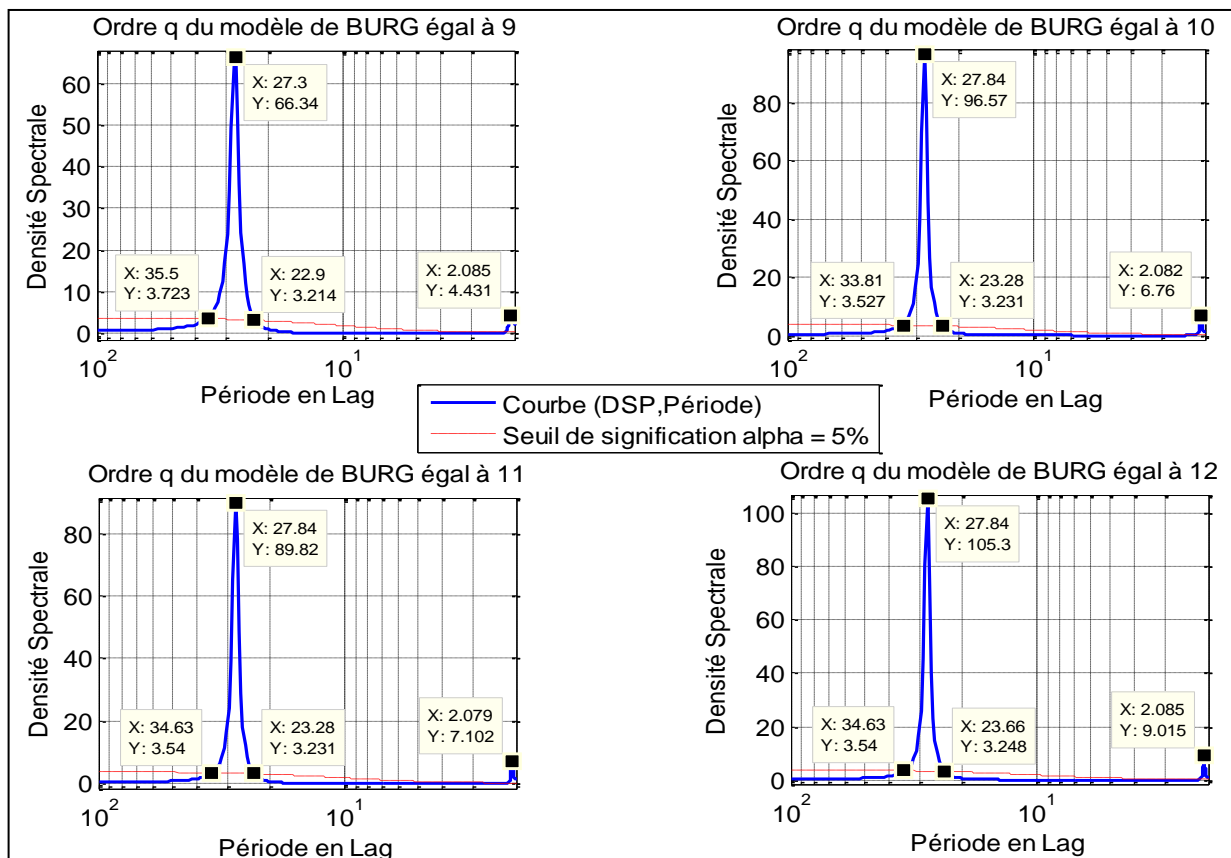 Ordre q du modèle de BURG égal à 9
Densité Spectrale
60
50
40
30
20
10
0
X: 27.3
Y: 66.34
X: 35.5
Y: 3.723
X: 22.9
Y: 3.214
X: 2.085
Y: 4.431
10²
10¹
Période en Lag
Ordre q du modèle de BURG égal à 10
Densité Spectrale
80
60
40
20
0
X: 27.84
Y: 96.57
X: 33.81
Y: 3.527
X: 23.28
Y: 3.231
X: 2.082
Y: 6.76
10²
10¹
Période en Lag
Courbe (DSP,Période)
Seuil de signification alpha = 5%
Ordre q du modèle de BURG égal à 11
Densité Spectrale
80
60
40
20
0
X: 27.84
Y: 89.82
X: 34.63
Y: 3.54
X: 23.28
Y: 3.231
X: 2.079
Y: 7.102
10²
10¹
Période en Lag
Ordre q du modèle de BURG égal à 12
Densité Spectrale
100
80
60
40
20
0
X: 27.84
Y: 105.3
X: 34.63
Y: 3.54
X: 23.66
Y: 3.248
X: 2.085
Y: 9.015
10²
10¹
Période en Lag